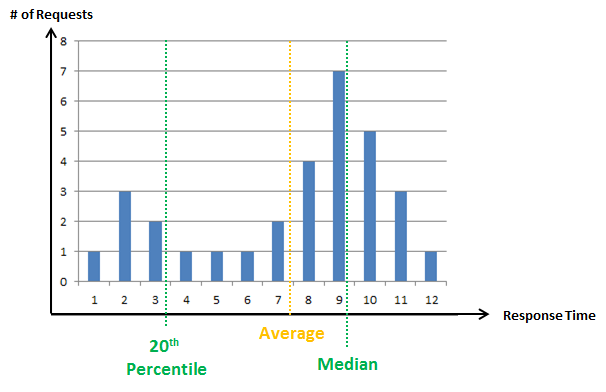 # of Requests
8
7
6
5
4
3
2
1
0
1 2 3 4 5 6 7 8 9 10 11 12
Response Time
20th
Percentile
Average
Median